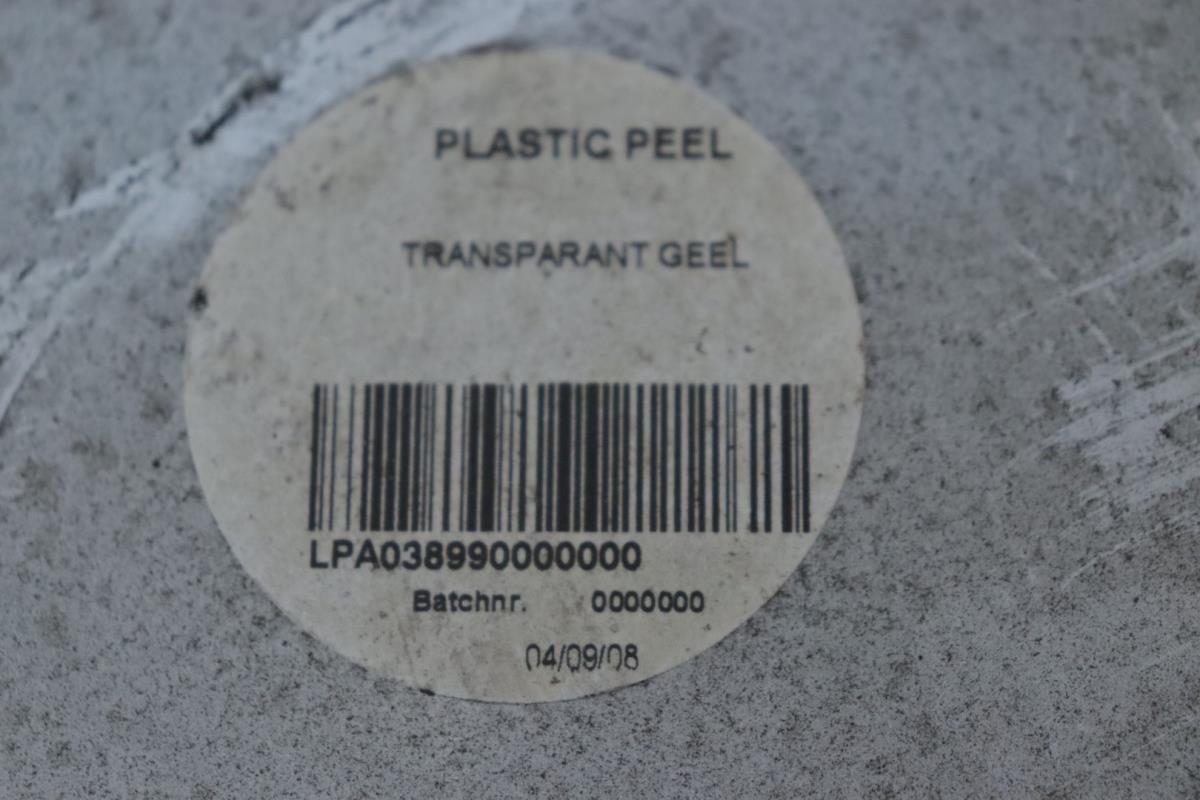 PLASTIC PEEL
TRANSPARANT GEEL
LPA038990000000
Batchnr. 0000000
04/09/08